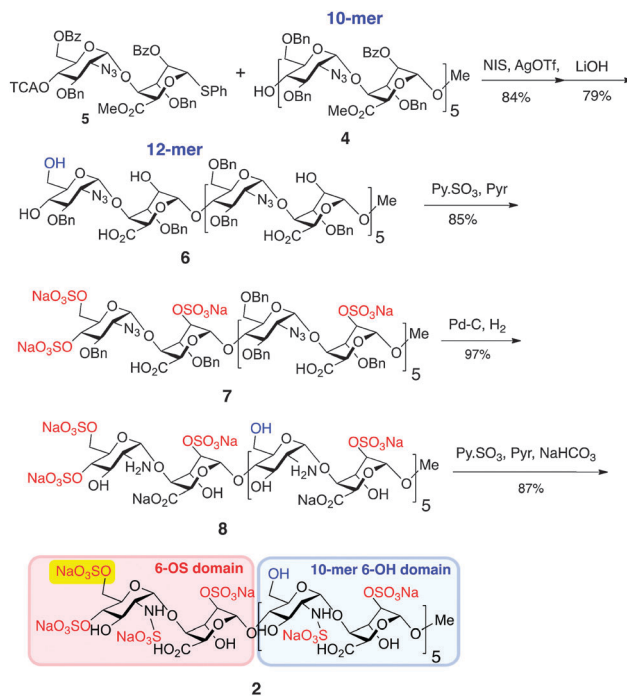 10-mer
OBz O BzO O N3 O TCAO OBn MeO2C OBn SPh
5
+
OBn O BzO O Me HO OBn N3 O MeO2C OBn O 5
4
NIS, AgOTf, LiOH
84% 79%
12-mer
OH O HO O OBn O HO O Me
HO OBn N3 O HO2C OBn O OBn N3 O HO2C OBn O 5
6
Py.SO3, Pyr
85%
NaO3SO O OSO3Na O OBn O OSO3Na O Me
NaO3SO OBn N3 O HO2C OBn O OBn N3 O HO2C OBn O 5
7
Pd-C, H2
97%
NaO3SO O OSO3Na O OH O OSO3Na O Me
NaO3SO OH H2N O NaO2C OH O OH H2N O NaO2C OH O 5
8
Py.SO3, Pyr, NaHCO3
87%
6-OS domain
10-mer 6-OH domain
NaO3SO O OSO3Na O OH O OSO3Na O Me
NaO3SO HO NH O NaO3S HO2C OH O HO NH O NaO3S HO2C OH O 5
2